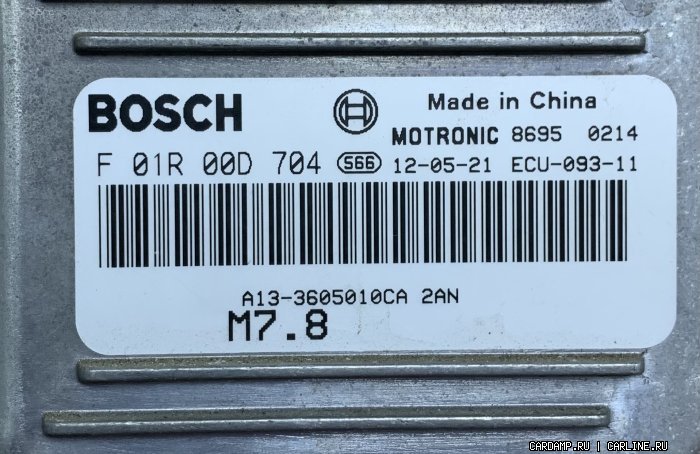 BOSCH Made in China
MOTRONIC 8695 0214
F 01R 00D 704 566 12-05-21 ECU-093-11
A13-3605010CA 2AN
M7.8
CARDAMP.RU | CARLINE.RU